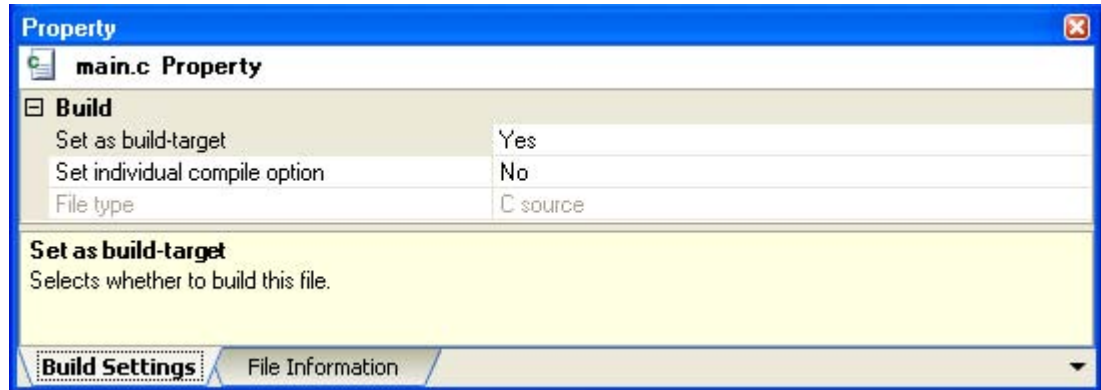 Property
main.c Property
Build
Set as build-target Yes
Set individual compile option No
File type C source
Set as build-target
Selects whether to build this file.
Build Settings File Information